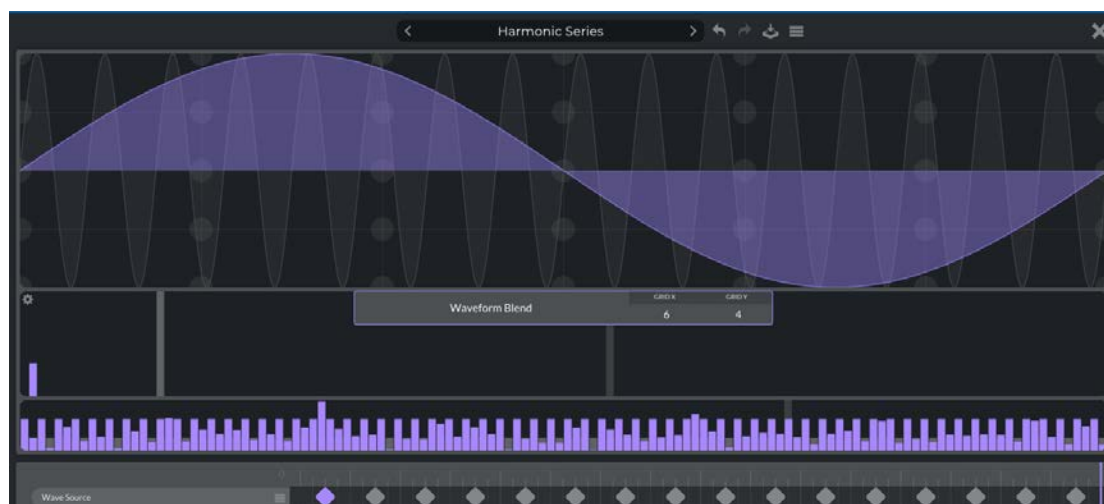 Harmonic Series
Waveform Blend
GRID X
GRID Y
6
4
Wave Source